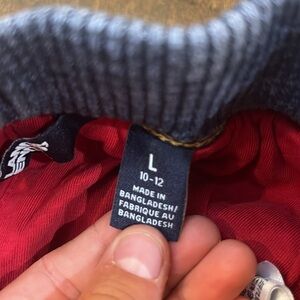 L
10-12
MADE IN
BANGLADESH/
FABRIQUE AU
BANGLADESH